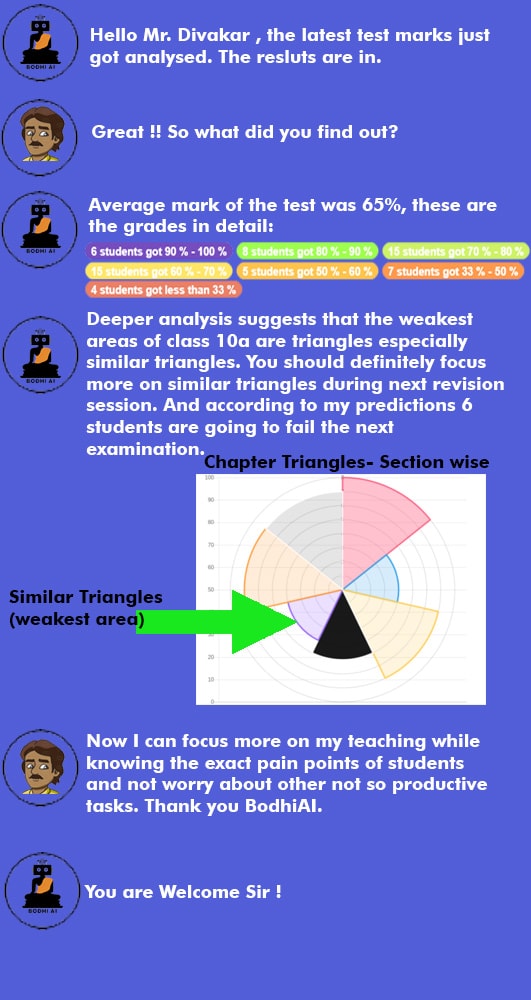 BODHI AI
Hello Mr. Divakar , the latest test marks just
got analysed. The resluts are in.
Great !! So what did you find out?
BODHI AI
Average mark of the test was 65%, these are
the grades in detail:
6 students got 90 % - 100 %
8 students got 80 % - 90 %
15 students got 70 % - 80 %
15 students got 60 % - 70 %
5 students got 50 % - 60 %
7 students got 33 % - 50 %
4 students got less than 33 %
BODHI AI
Deeper analysis suggests that the weakest
areas of class 10a are triangles especially
similar triangles. You should definitely focus
more on similar triangles during next revision
session. And according to my predictions 6
students are going to fail the next
examination.
Chapter Triangles- Section wise
100
90
80
70
60
50
40
30
20
10
0
Similar Triangles
(weakest area)
Now I can focus more on my teaching while
knowing the exact pain points of students
and not worry about other not so productive
tasks. Thank you BodhiAI.
BODHI AI
You are Welcome Sir !